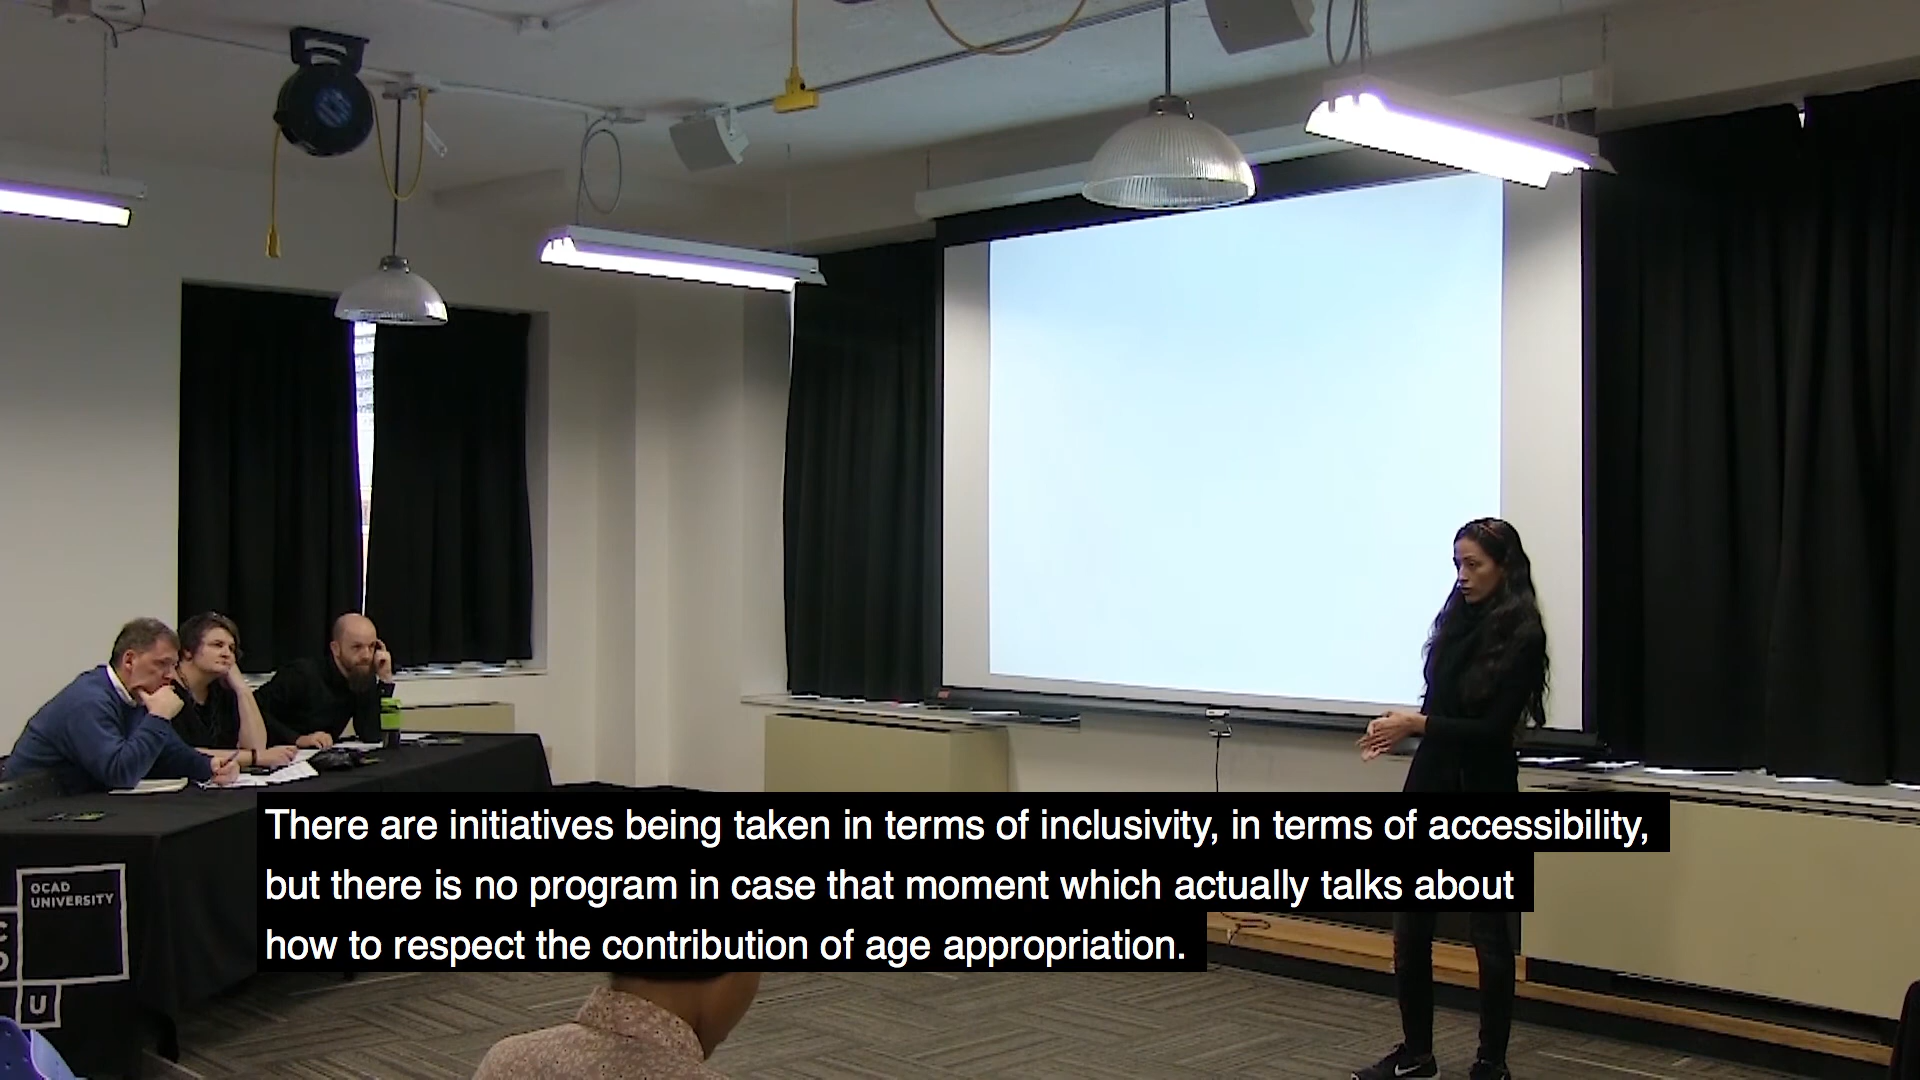 There are initiatives being taken in terms of inclusivity, in terms of accessibility,
but there is no program in case that moment which actually talks about
how to respect the contribution of age appropriation.
OCAD
UNIVERSITY
C
D
U